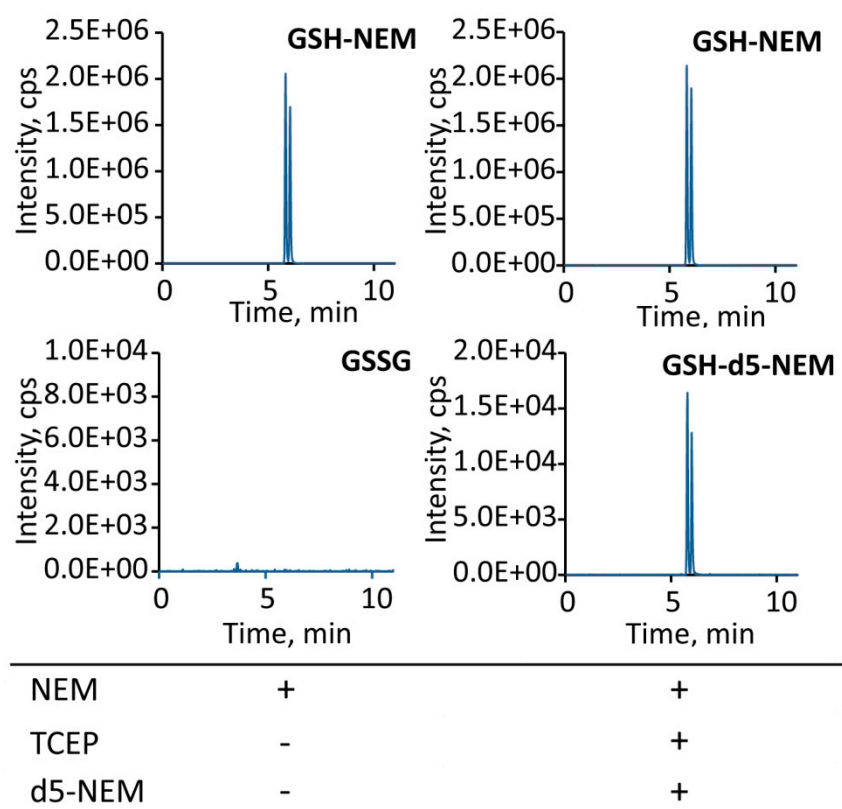 GSH-NEM
Intensity, cps
2.5E+06
2.0E+06
1.5E+06
1.0E+06
5.0E+05
0.0E+00
0 5 10
Time, min
GSH-NEM
Intensity, cps
2.5E+06
2.0E+06
1.5E+06
1.0E+06
5.0E+05
0.0E+00
0 5 10
Time, min
GSSG
Intensity, cps
1.0E+04
8.0E+03
6.0E+03
4.0E+03
2.0E+03
0.0E+00
0 5 10
Time, min
GSH-d5-NEM
Intensity, cps
2.0E+04
1.5E+04
1.0E+04
5.0E+03
0.0E+00
0 5 10
Time, min
NEM + +
TCEP - +
d5-NEM - +